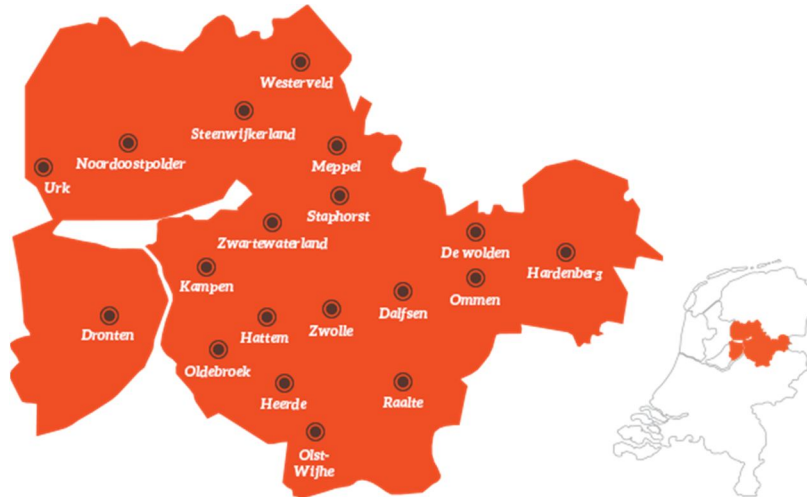 Westerveld
Steenwijkerland
Noordoostpolder
Meppel
Urk
Staphorst
Zwartewaterland
De wolden
Hardenberg
Kampen
Ommen
Dalfsen
Zwolle
Hattem
Dronten
Oldebroek
Heerde
Raalte
Olst-
Wijhe